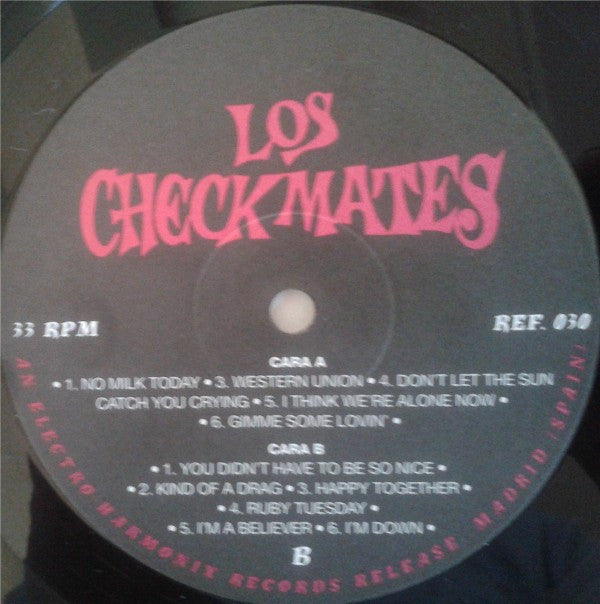 LOS
CHECKMATES
33 RPM
REF. 030
CARA A
• 1. NO MILK TODAY • 3. WESTERN UNION • 4. DON'T LET THE SUN
CATCH YOU CRYING • 5. I THINK WE'RE ALONE NOW •
• 6. GIMME SOME LOVIN' •
CARA B
• 1. YOU DIDN'T HAVE TO BE SO NICE •
• 2. KIND OF A DRAG • 3. HAPPY TOGETHER •
• 4. RUBY TUESDAY •
• 5. I'M A BELIEVER • 6. I'M DOWN •
B
AN ELECTRO HARMONIX RECORDS RELEASE. MADRID (SPAIN)